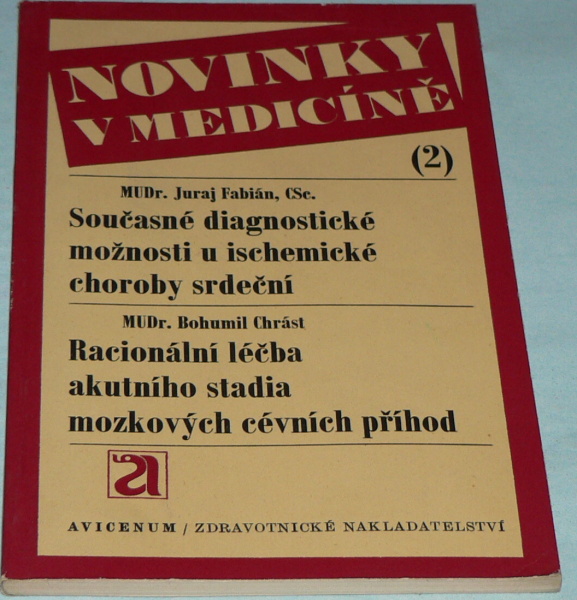 NOVINKY
V MEDICÍNĚ
(2)
MUDr. Juraj Fabián, CSc.
Současné diagnostické
možnosti u ischemické
choroby srdeční
MUDr. Bohumil Chrást
Racionální léčba
akutního stadia
mozkových cévních příhod
a
AVICENUM / ZDRAVOTNICKÉ NAKLADATELSTVÍ